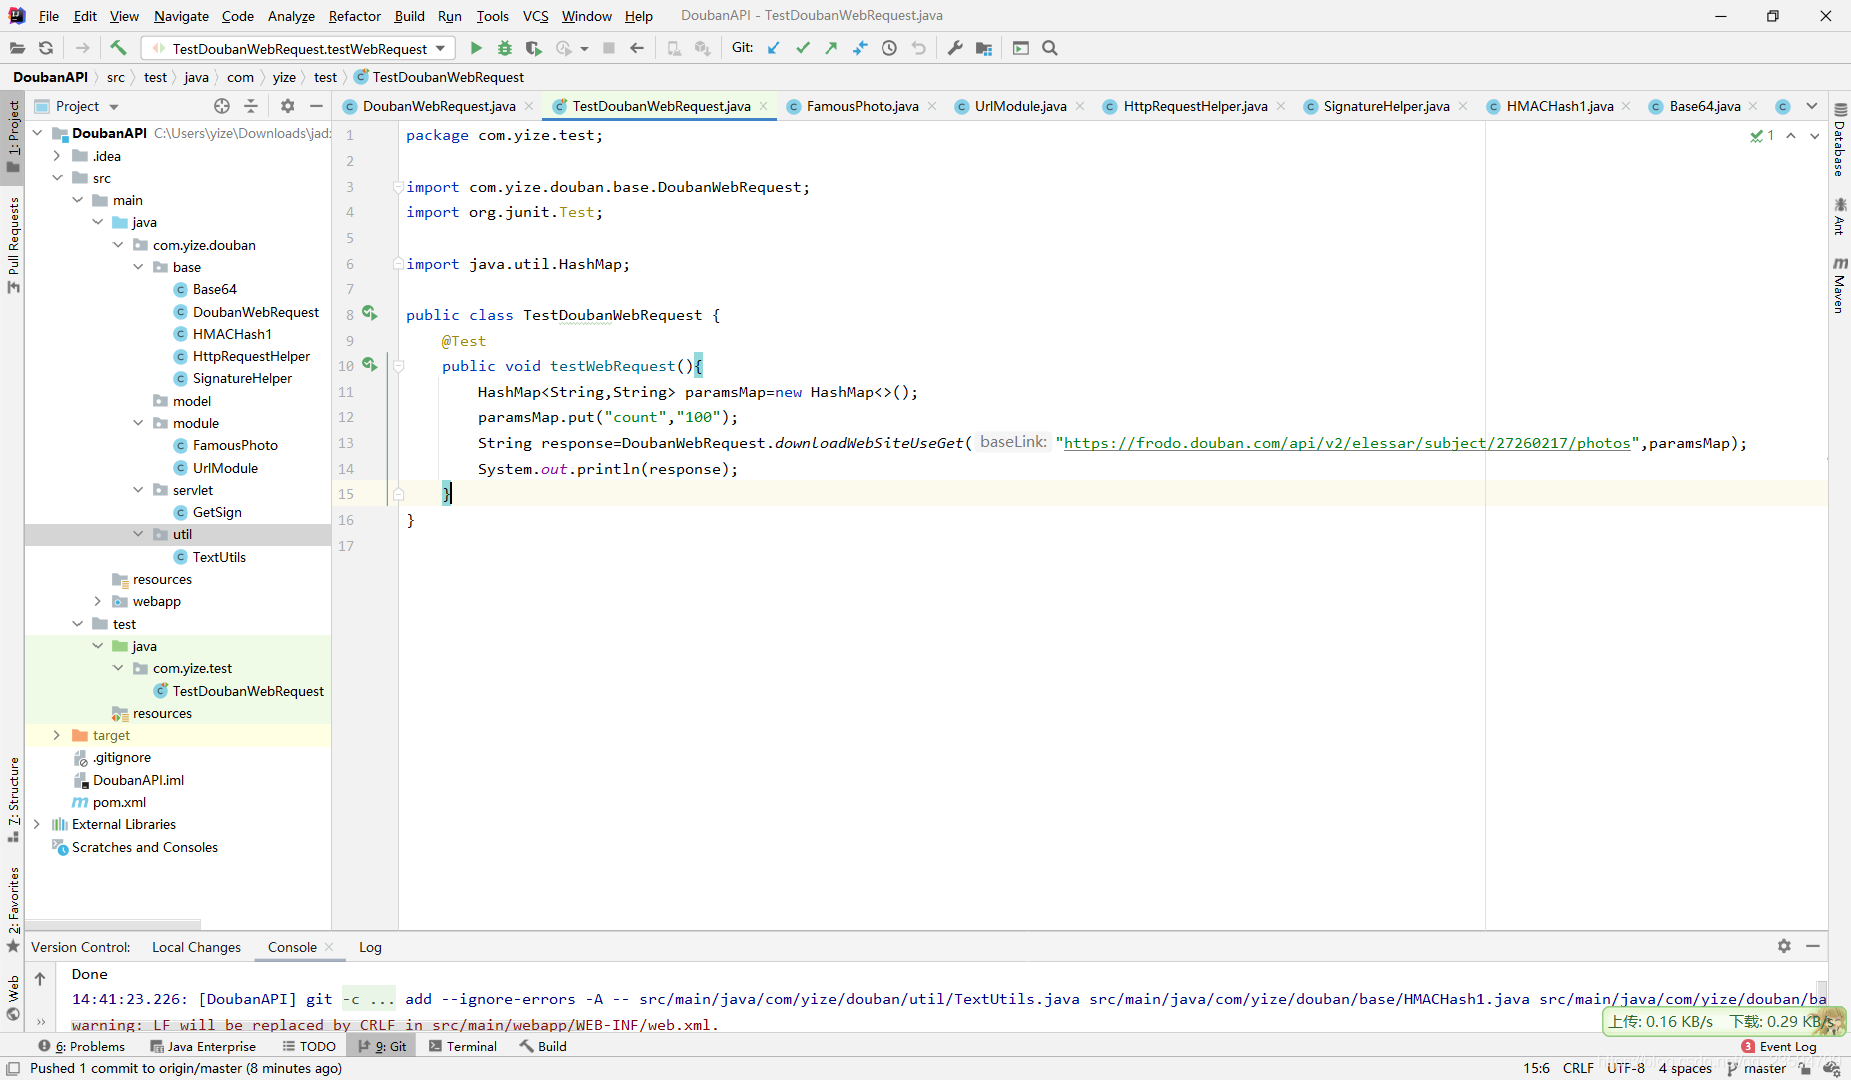 File Edit View Navigate Code Analyze Refactor Build Run Tools VCS Window Help DoubanAPI - TestDoubanWebRequest.java
TestDoubanWebRequest.testWebRequest Git:
DoubanAPI src test java com yize test TestDoubanWebRequest
Project
DoubanWebRequest.java TestDoubanWebRequest.java FamousPhoto.java UrlModule.java HttpRequestHelper.java SignatureHelper.java HMACHash1.java Base64.java
1: Project
Pull Requests
7: Structure
2: Favorites
Web
DoubanAPI C:\Users\yize\Downloads\jad
.idea
src
main
java
com.yize.douban
base
Base64
DoubanWebRequest
HMACHash1
HttpRequestHelper
SignatureHelper
model
module
FamousPhoto
UrlModule
servlet
GetSign
util
TextUtils
resources
webapp
test
java
com.yize.test
TestDoubanWebRequest
resources
target
.gitignore
DoubanAPI.iml
pom.xml
External Libraries
Scratches and Consoles
1 package com.yize.test;
2
3 import com.yize.douban.base.DoubanWebRequest;
4 import org.junit.Test;
5
6 import java.util.HashMap;
7
8 public class TestDoubanWebRequest {
9 @Test
10 public void testWebRequest(){
11 HashMap<String,String> paramsMap=new HashMap<>();
12 paramsMap.put("count","100");
13 String response=DoubanWebRequest.downloadWebSiteUseGet( baseLink: "https://frodo.douban.com/api/v2/elessar/subject/27260217/photos",paramsMap);
14 System.out.println(response);
15 }
16 }
17
1
Database
Ant
Maven
Version Control: Local Changes Console Log
Done
14:41:23.226: [DoubanAPI] git -c ... add --ignore-errors -A -- src/main/java/com/yize/douban/util/TextUtils.java src/main/java/com/yize/douban/base/HMACHash1.java src/main/java/com/yize/douban/ba
warning: LF will be replaced by CRLF in src/main/webapp/WEB-INF/web.xml.
上传: 0.16 KB/s 下载: 0.29 KB/s
6: Problems Java Enterprise TODO 9: Git Terminal Build 3 Event Log
Pushed 1 commit to origin/master (8 minutes ago) 15:6 CRLF UTF-8 4 spaces master